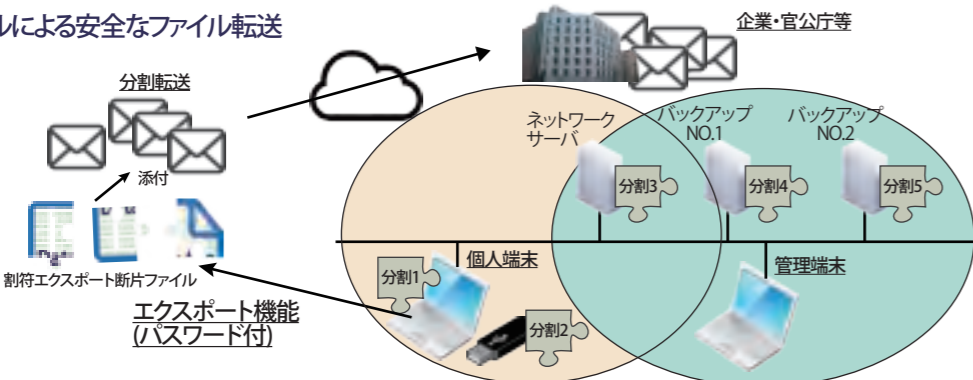 ルによる安全なファイル転送
企業・官公庁等
分割転送
添付
割符エクスポート断片ファイル
エクスポート機能
(パスワード付)
ネットワーク
サーバ
バックアップ
NO.1
バックアップ
NO.2
分割3
分割4
分割5
個人端末
分割1
分割2
管理端末